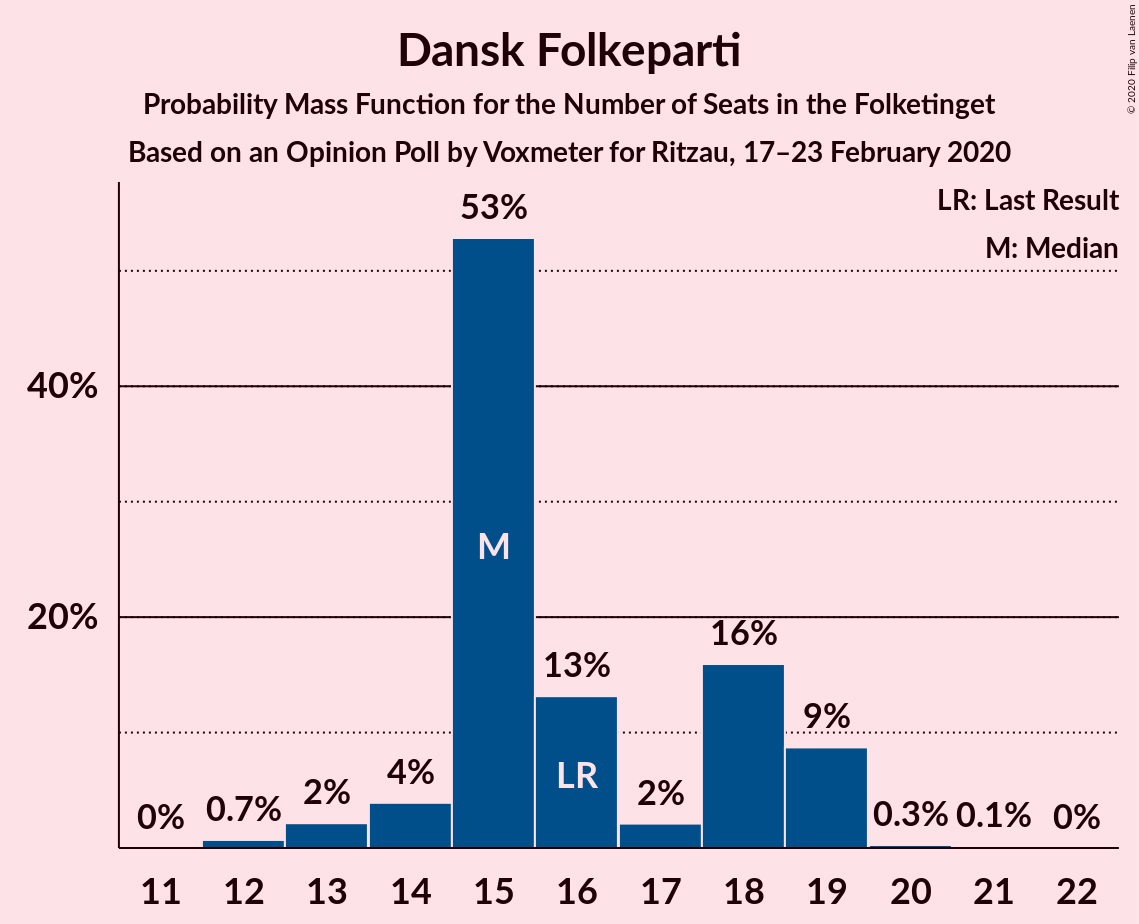 Dansk Folkeparti
Probability Mass Function for the Number of Seats in the Folketinget
Based on an Opinion Poll by Voxmeter for Ritzau, 17–23 February 2020
© 2020 Filip van Laenen
LR: Last Result
M: Median
40%
20%
0%
0.7%
2%
4%
53%
13%
2%
16%
9%
0.3%
0.1%
0%
M
LR
11 12 13 14 15 16 17 18 19 20 21 22